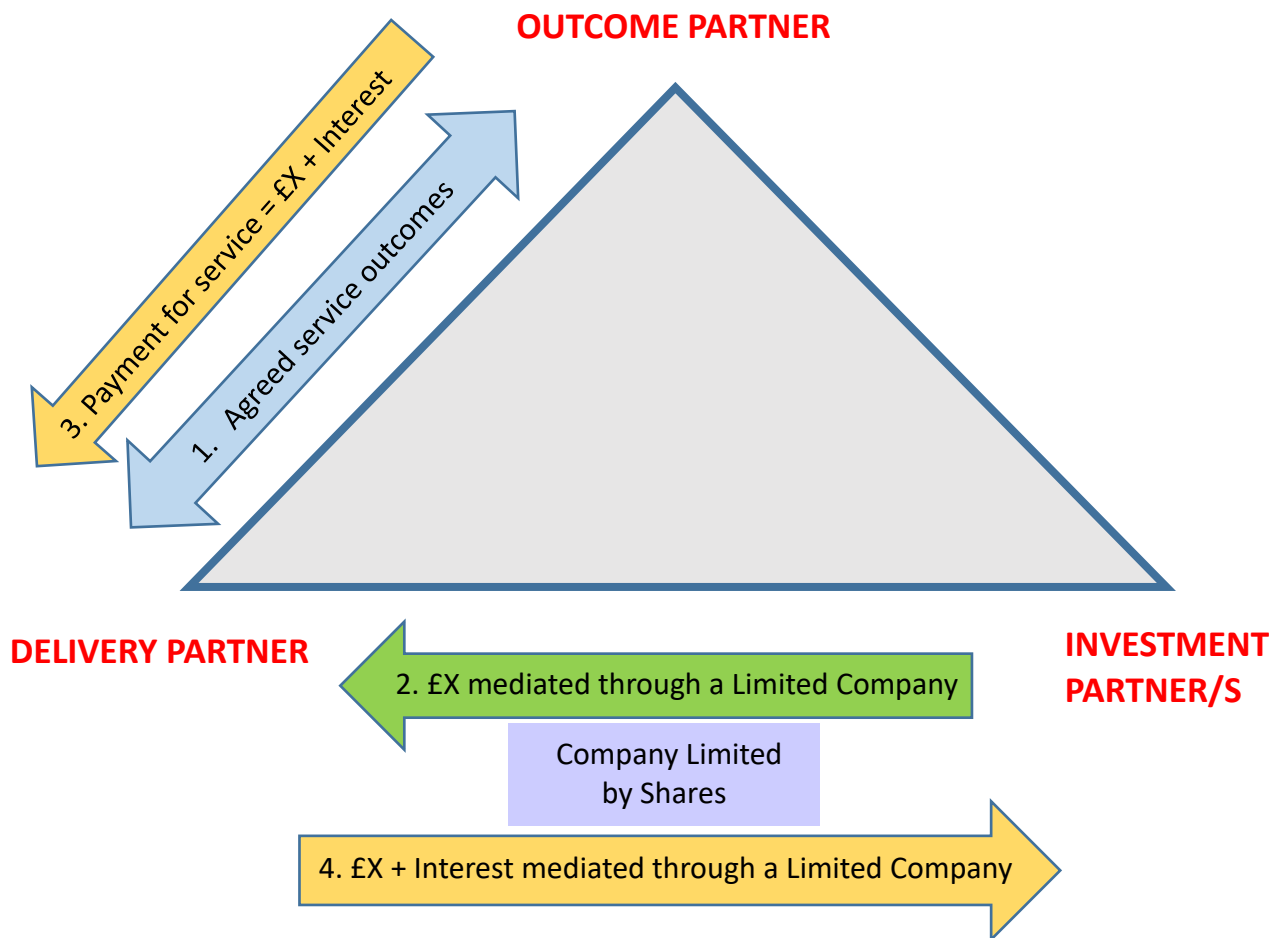 OUTCOME PARTNER
3. Payment for service = £X + Interest
1. Agreed service outcomes
DELIVERY PARTNER
INVESTMENT
PARTNER/S
2. £X mediated through a Limited Company
Company Limited
by Shares
4. £X + Interest mediated through a Limited Company